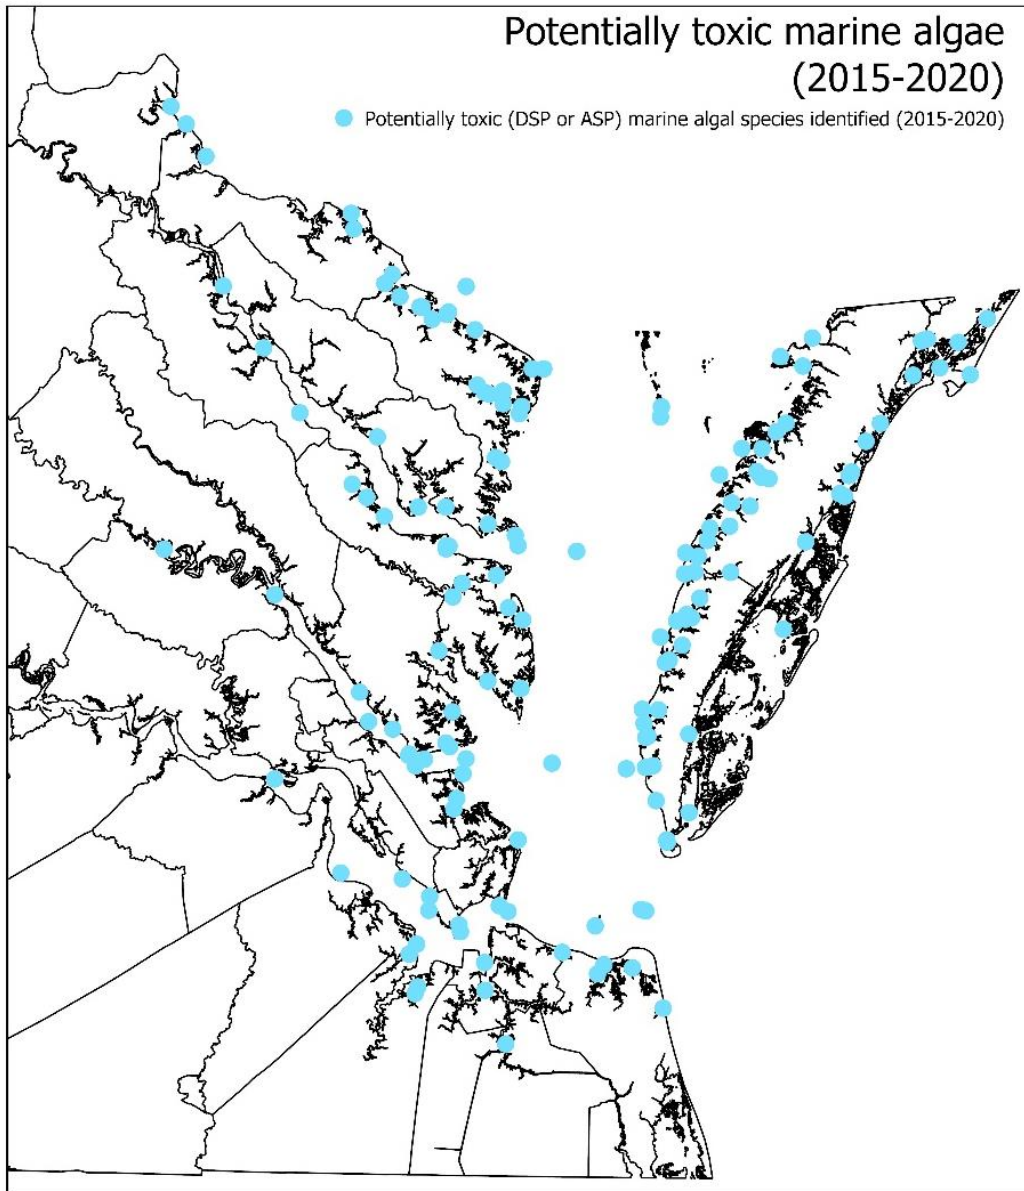 Potentially toxic marine algae
(2015-2020)
Potentially toxic (DSP or ASP) marine algal species identified (2015-2020)